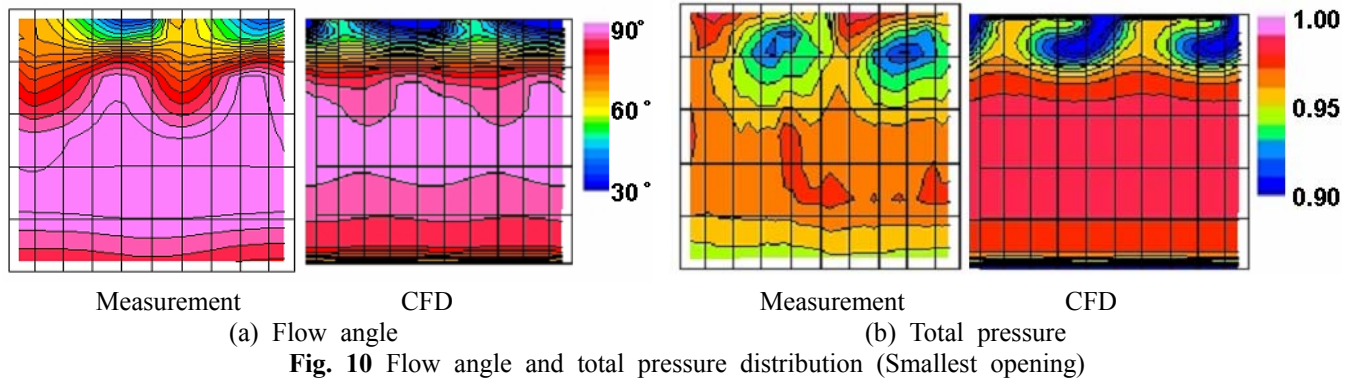 90°
60°
30°
1.00
0.95
0.90
Measurement CFD Measurement CFD
(a) Flow angle (b) Total pressure
Fig. 10 Flow angle and total pressure distribution (Smallest opening)